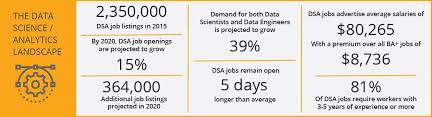 THE DATA
SCIENCE /
ANALYTICS
LANDSCAPE
2,350,000
DSA job listings in 2015
By 2020, DSA job openings
are projected to grow
15%
364,000
Additional job listings
projected in 2020
Demand for both Data
Scientists and Data Engineers
is projected to grow
39%
DSA jobs remain open
5 days
longer than average
DSA jobs advertise average salaries of
$80,265
With a premium over all BA+ jobs of
$8,736
81%
Of DSA jobs require workers with
3-5 years of experience or more